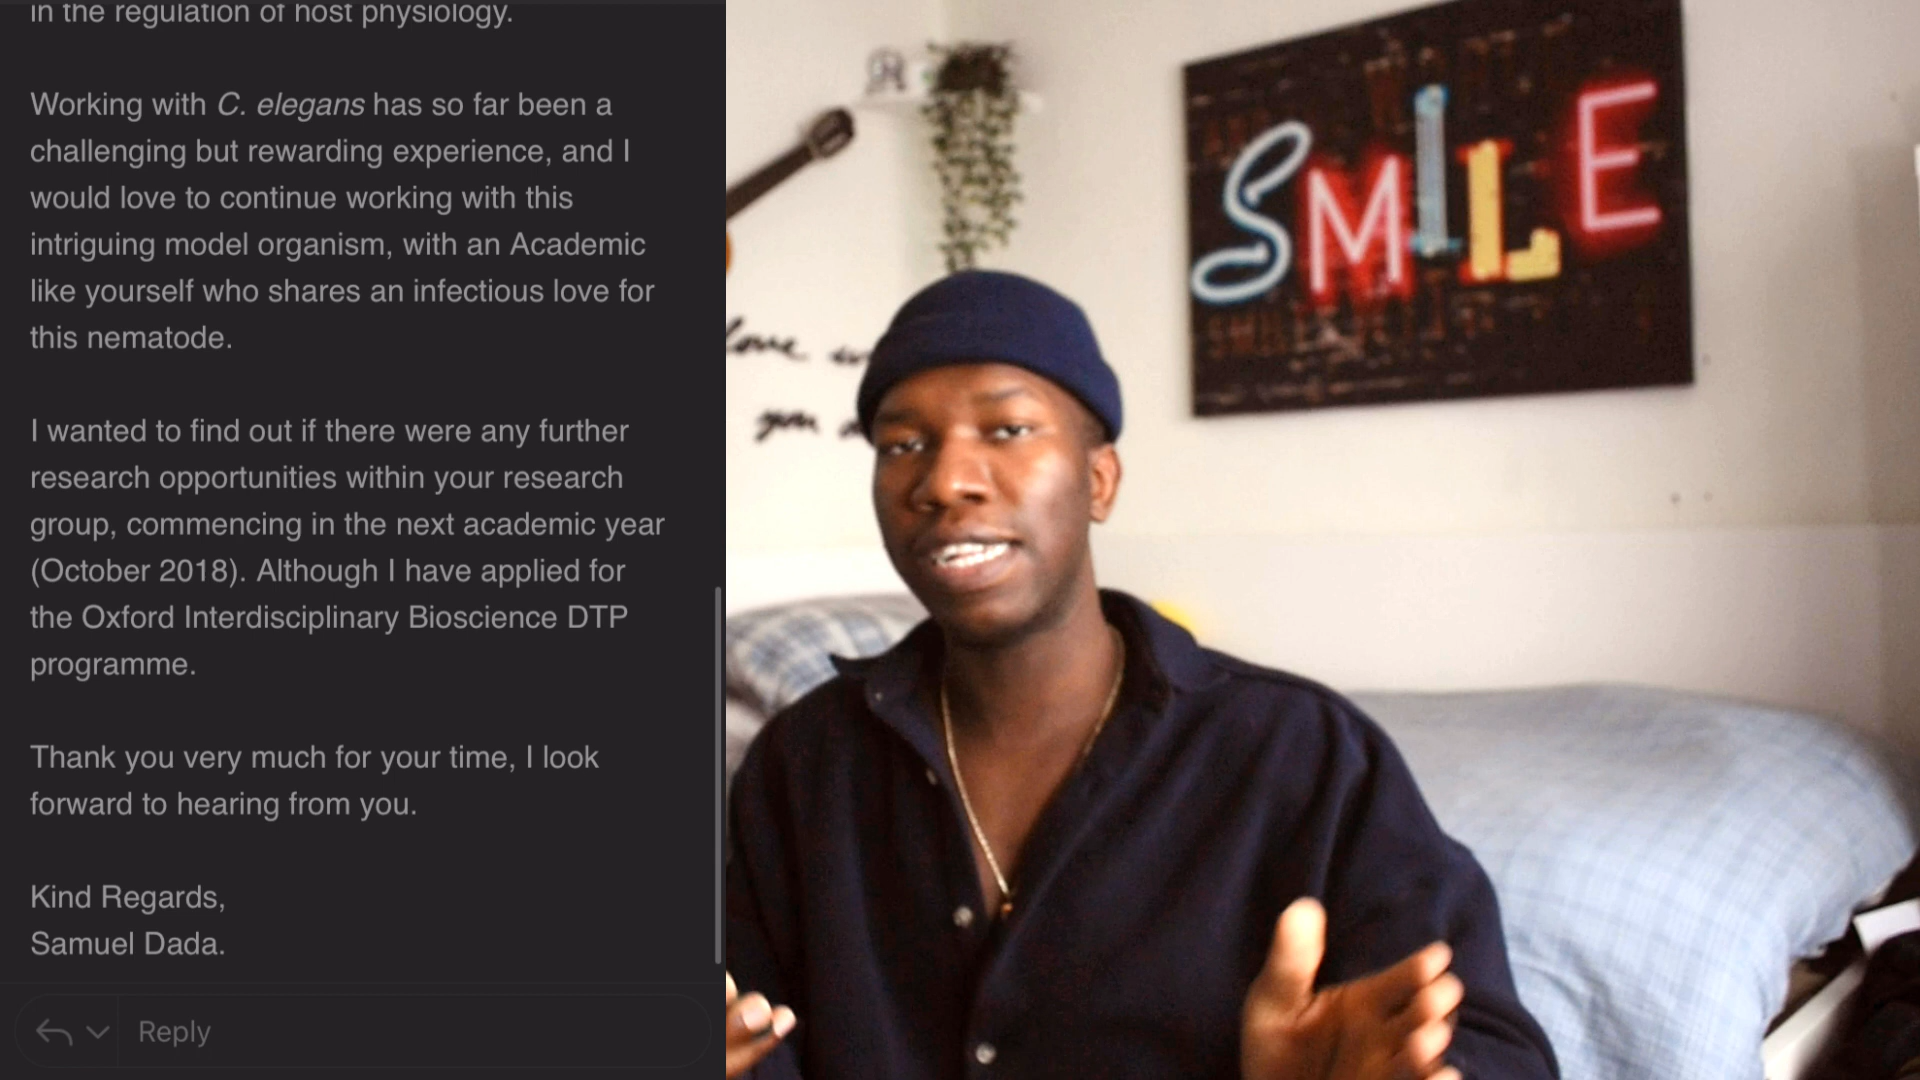 in the regulation of host physiology.
Working with C. elegans has so far been a
challenging but rewarding experience, and I
would love to continue working with this
intriguing model organism, with an Academic
like yourself who shares an infectious love for
this nematode.
I wanted to find out if there were any further
research opportunities within your research
group, commencing in the next academic year
(October 2018). Although I have applied for
the Oxford Interdisciplinary Bioscience DTP
programme.
Thank you very much for your time, I look
forward to hearing from you.
Kind Regards,
Samuel Dada.
Reply
SMILE
love
you